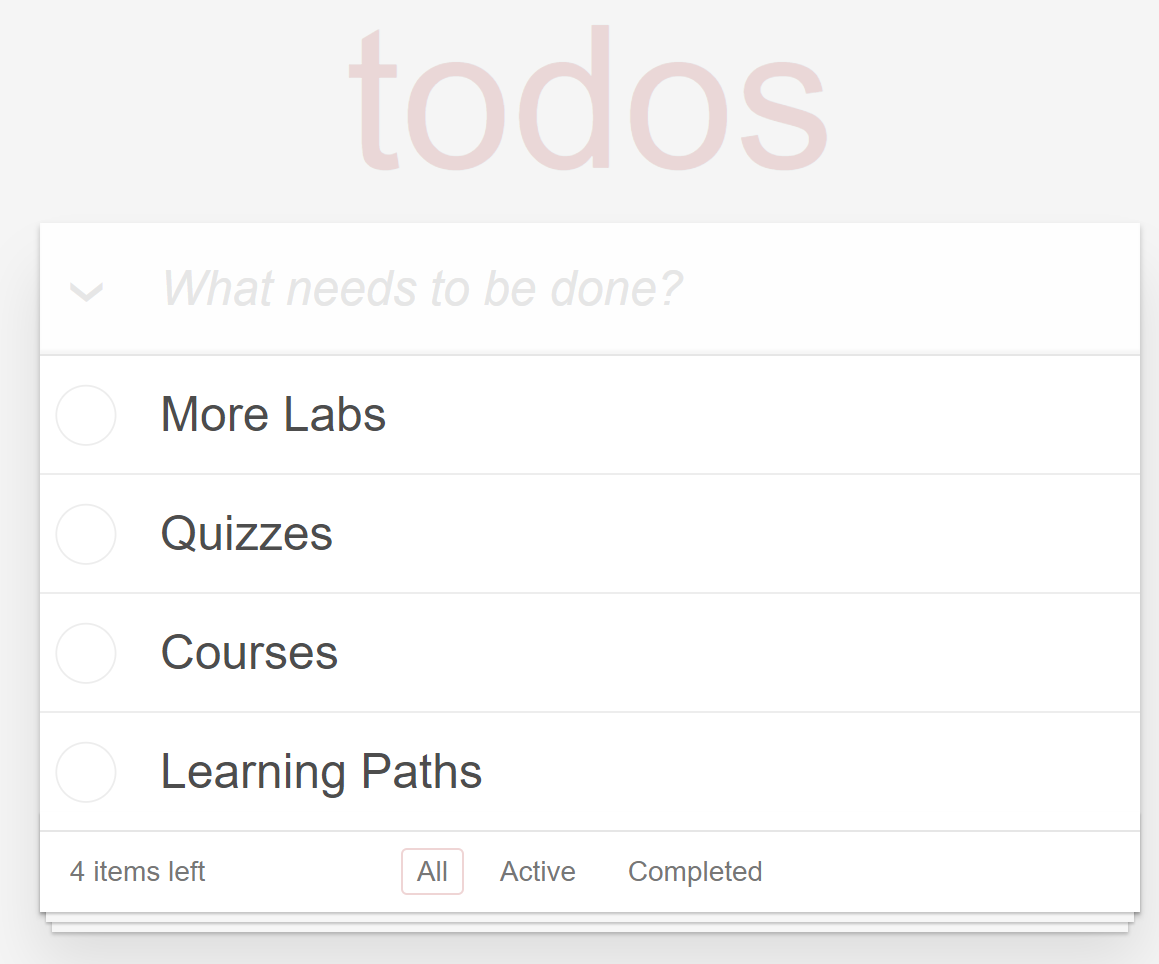 todos
What needs to be done?
More Labs
Quizzes
Courses
Learning Paths
4 items left All Active Completed